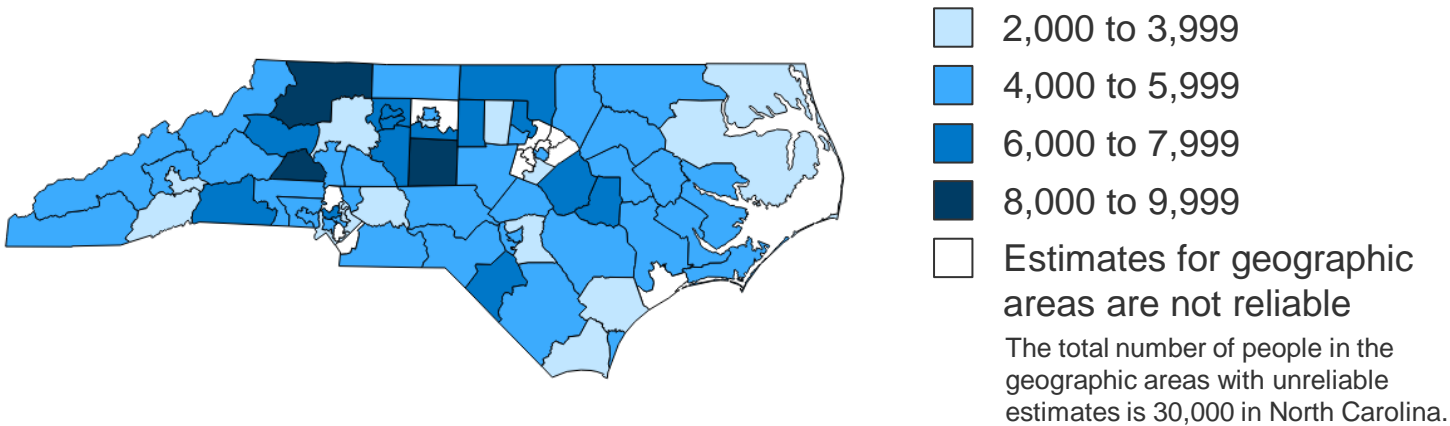 2,000 to 3,999
4,000 to 5,999
6,000 to 7,999
8,000 to 9,999
Estimates for geographic
areas are not reliable
The total number of people in the
geographic areas with unreliable
estimates is 30,000 in North Carolina.